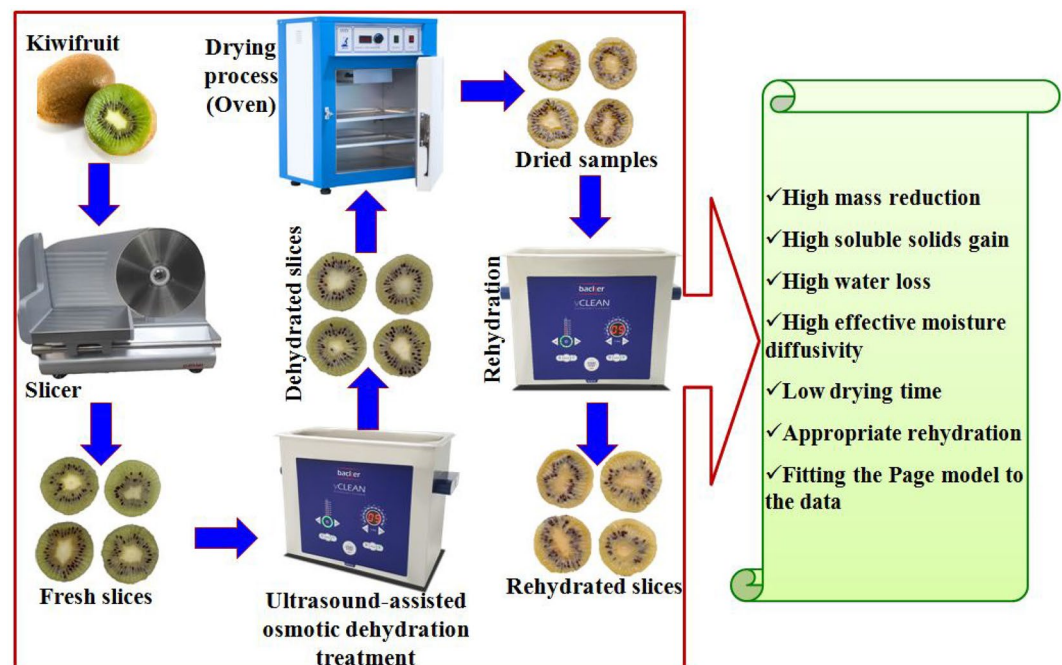 Kiwifruit
Slicer
Fresh slices
Ultrasound-assisted
osmotic dehydration
treatment
backer
vCLEAN
Dehydrated slices
Drying
process
(Oven)
Dried samples
Rehydration
backer
vCLEAN
Rehydrated slices
✓High mass reduction
✓High soluble solids gain
✓High water loss
✓High effective moisture
diffusivity
✓Low drying time
✓Appropriate rehydration
✓Fitting the Page model to
the data